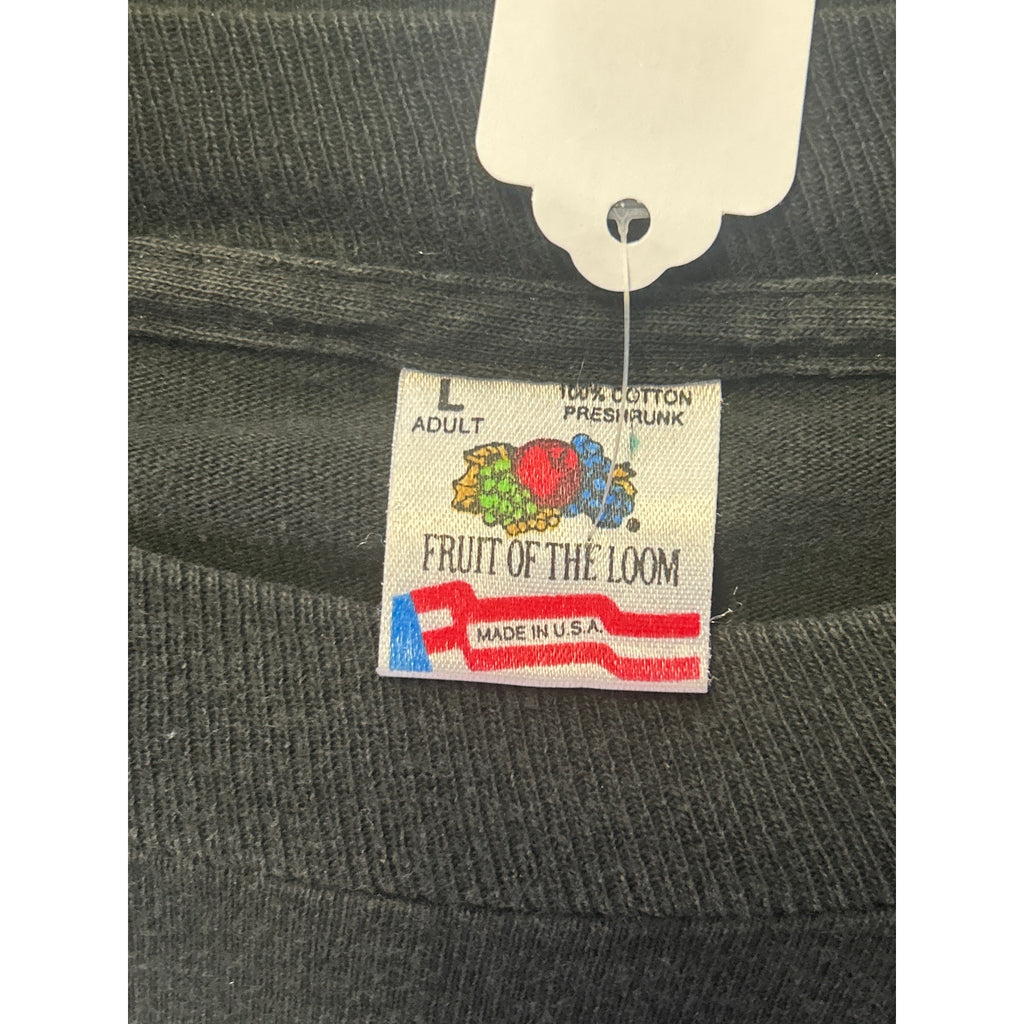 L
ADULT
100% COTTON
PRESHRUNK
FRUIT OF THE LOOM
MADE IN U.S.A.